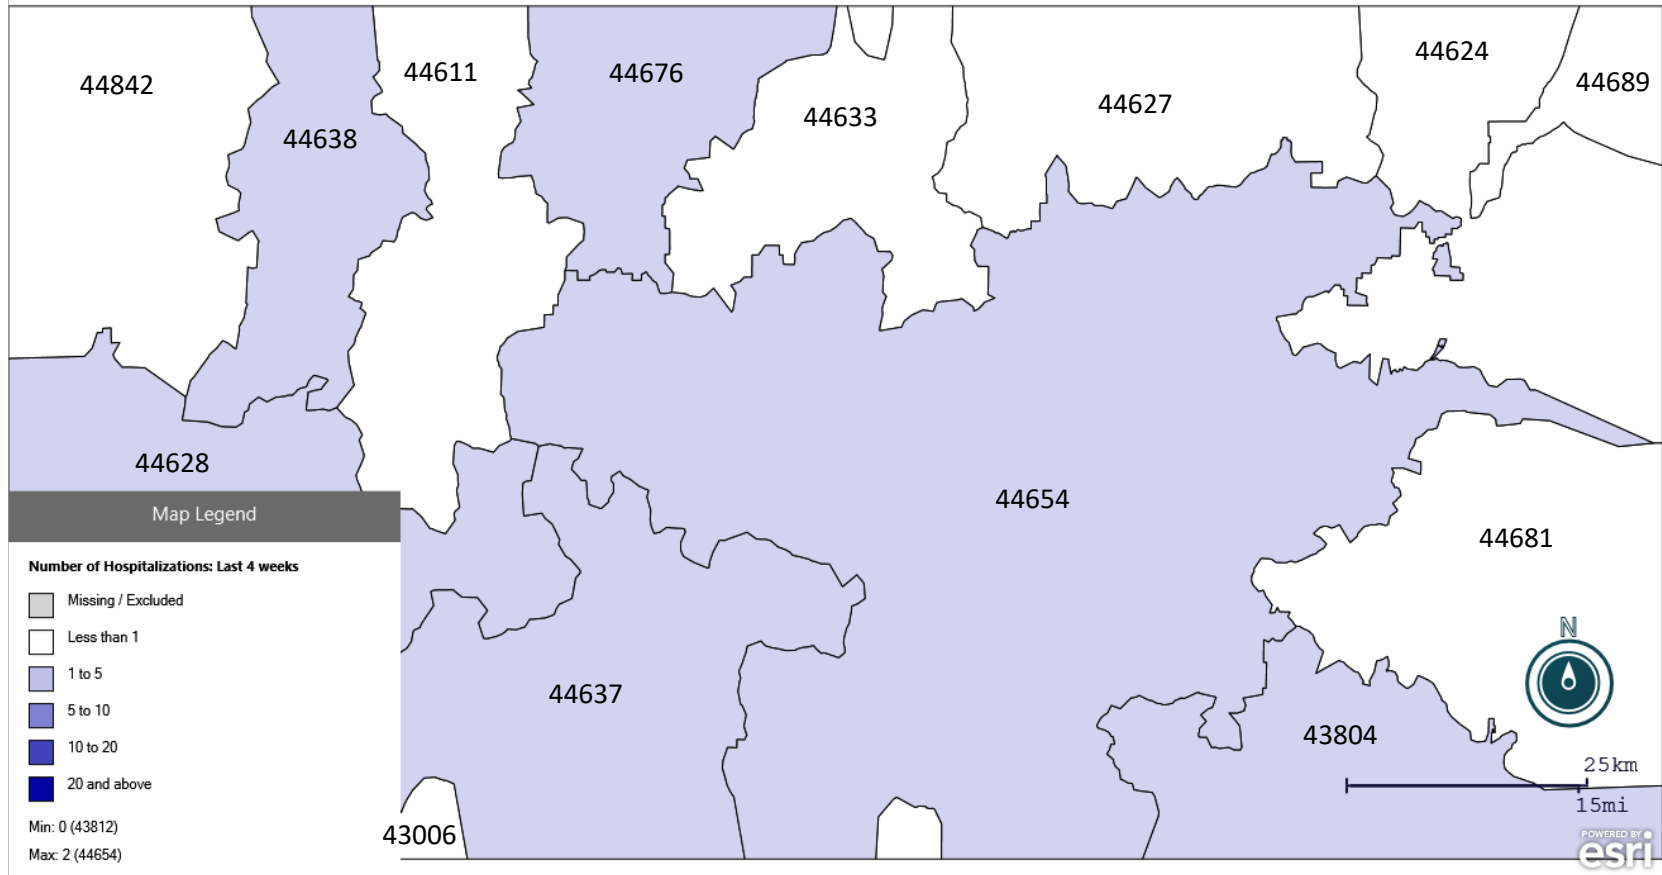 44624
44611
44676
44689
44842
44627
44633
44638
44628
44654
Map Legend
44681
Number of Hospitalizations: Last 4 weeks
Missing / Excluded
Less than 1
1 to 5
5 to 10
10 to 20
20 and above
Min: 0 (43812)
Max: 2 (44654)
N
44637
43804
25km
15mi
43006
POWERED BY
esri